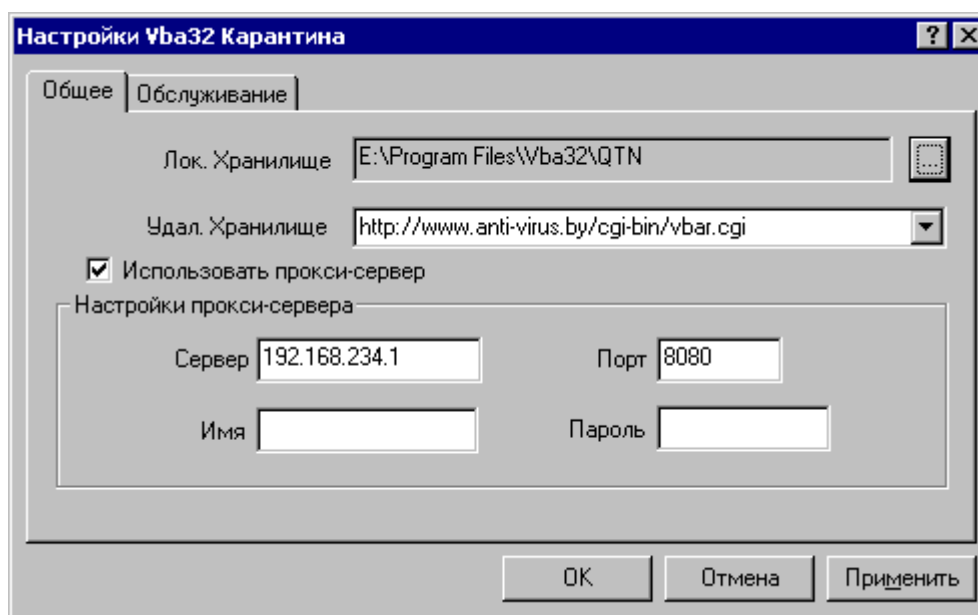 Настройки Vba32 Карантина
Общее Обслуживание
Лок. Хранилище E:\Program Files\Vba32\QTN ...
Удал. Хранилище http://www.anti-virus.by/cgi-bin/vbar.cgi
Использовать прокси-сервер
Настройки прокси-сервера
Сервер 192.168.234.1 Порт 8080
Имя Пароль
OK Отмена Применить